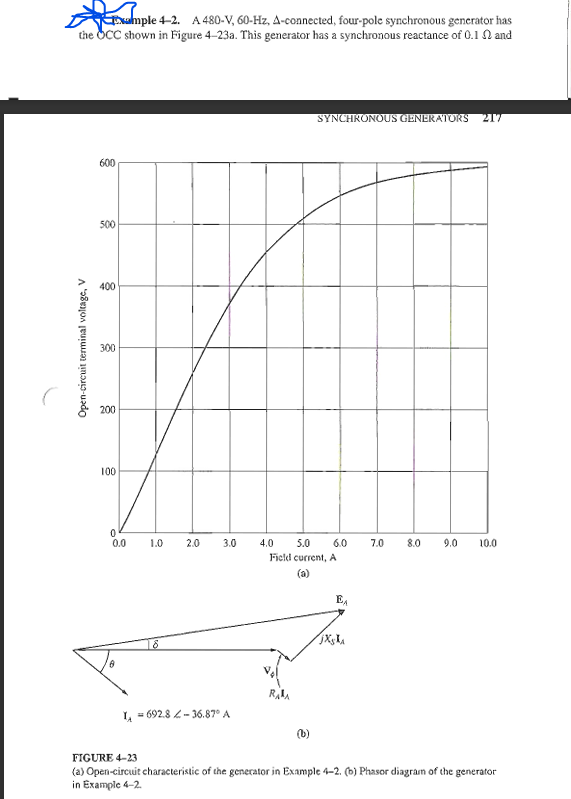 Example 4–2. A 480-V, 60-Hz, Δ-connected, four-pole synchronous generator has
the OCC shown in Figure 4–23a. This generator has a synchronous reactance of 0.1 Ω and
SYNCHRONOUS GENERATORS 217
600
500
400
300
200
100
0
Open-circuit terminal voltage, V
0.0 1.0 2.0 3.0 4.0 5.0 6.0 7.0 8.0 9.0 10.0
Field current, A
(a)
E_A
δ
jX_S I_A
θ
V_ϕ
R_A I_A
I_A = 692.8 ∠ – 36.87° A
(b)
FIGURE 4–23
(a) Open-circuit characteristic of the generator in Example 4–2. (b) Phasor diagram of the generator
in Example 4–2.